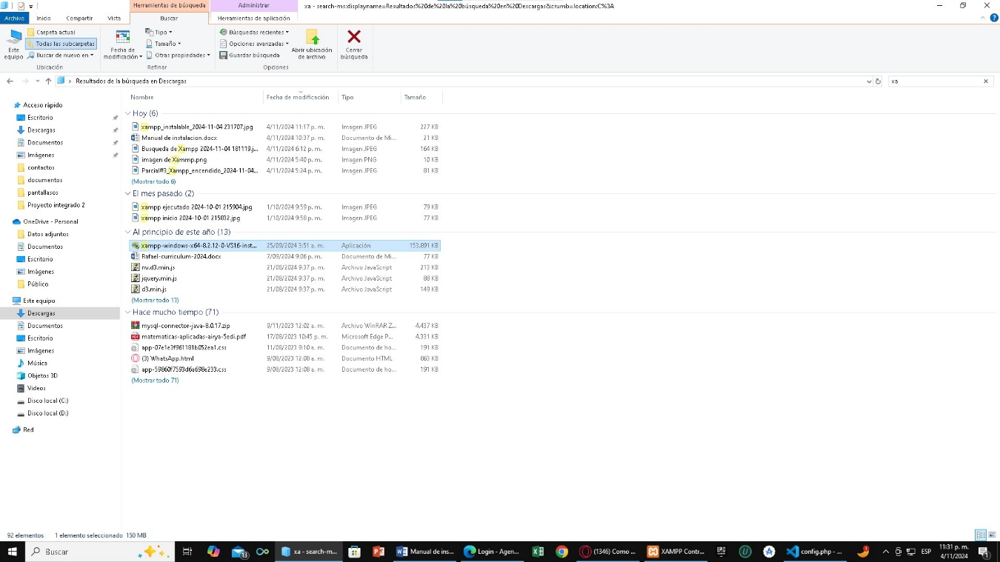 Herramientas de búsqueda
Administrar
xa - search-ms:displayname=Resultados%20de%20la%20búsqueda%20en%20Descargas&crumb=location:C%3A
Archivo
Inicio
Compartir
Vista
Buscar
Herramientas de aplicación
Este equipo
Carpeta actual
Todas las subcarpetas
Buscar de nuevo en
Ubicación
Fecha de modificación
Tipo
Tamaño
Otras propiedades
Refinar
Búsquedas recientes
Opciones avanzadas
Guardar búsqueda
Abrir ubicación de archivo
Opciones
Cerrar búsqueda
Resultados de la búsqueda en Descargas
xa
Acceso rápido
Escritorio
Descargas
Documentos
Imágenes
contactos
documentos
pantallasos
Proyecto integrado 2
OneDrive - Personal
Datos adjuntos
Documentos
Escritorio
Imágenes
Público
Este equipo
Descargas
Documentos
Escritorio
Imágenes
Música
Objetos 3D
Videos
Disco local (C:)
Disco local (D:)
Red
Nombre Fecha de modificación Tipo Tamaño
Hoy (6)
xampp_instalable_2024-11-04 231707.jpg 4/11/2024 11:17 p. m. Imagen JPEG 227 KB
Manual de instalacion.docx 4/11/2024 10:37 p. m. Documento de Mi... 21 KB
Busqueda de Xampp 2024-11-04 181119.j... 4/11/2024 6:12 p. m. Imagen JPEG 164 KB
imagen de Xammp.png 4/11/2024 5:40 p. m. Imagen PNG 10 KB
Parcial#3_Xampp_encendido_2024-11-04... 4/11/2024 5:24 p. m. Imagen JPEG 81 KB
(Mostrar todo 6)
El mes pasado (2)
xampp ejecutado 2024-10-01 215904.jpg 1/10/2024 9:59 p. m. Imagen JPEG 79 KB
xampp inicio 2024-10-01 215832.jpg 1/10/2024 9:58 p. m. Imagen JPEG 77 KB
Al principio de este año (13)
xampp-windows-x64-8.2.12-0-VS16-inst... 25/09/2024 3:51 a. m. Aplicación 153.891 KB
Rafael-curriculum-2024.docx 7/09/2024 9:06 p. m. Documento de Mi... 77 KB
nv.d3.min.js 21/08/2024 9:37 p. m. Archivo JavaScript 213 KB
jquery.min.js 21/08/2024 9:37 p. m. Archivo JavaScript 88 KB
d3.min.js 21/08/2024 9:37 p. m. Archivo JavaScript 149 KB
(Mostrar todo 13)
Hace mucho tiempo (71)
mysql-connector-java-8.0.17.zip 9/11/2023 12:02 a. m. Archivo WinRAR Z... 4.437 KB
matematicas-aplicadas-airya-5edi.pdf 17/08/2023 10:45 p. m. Microsoft Edge P... 4.331 KB
app-07e1e3f961181b052ea1.css 11/08/2023 9:10 a. m. Documento de ho... 191 KB
(3) WhatsApp.html 9/08/2023 12:08 a. m. Documento HTML 863 KB
app-59860f7593d6a698e233.css 9/08/2023 12:08 a. m. Documento de ho... 191 KB
(Mostrar todo 71)
92 elementos 1 elemento seleccionado 150 MB
Buscar
13
xa - search-m...
Manual de ins...
Login - Agen...
(1346) Como ...
XAMPP Contr...
config.php - ...
ESP
11:31 p. m.
4/11/2024
1